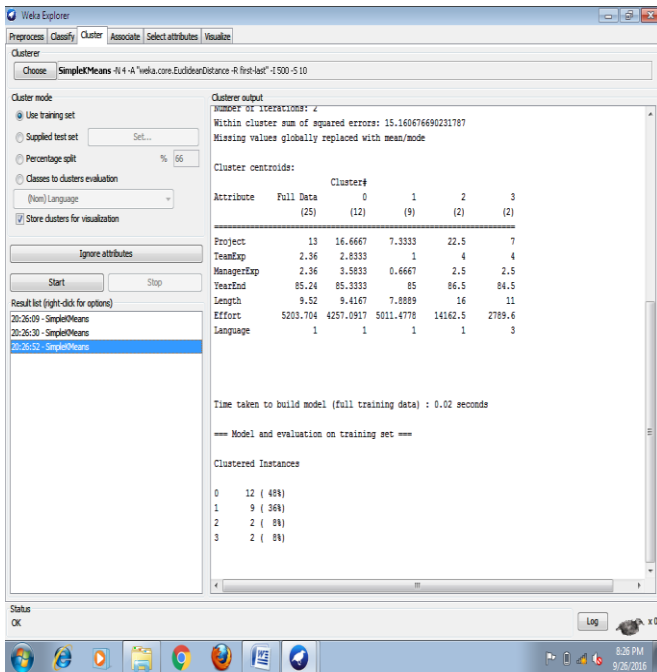 Weka Explorer
Preprocess Classify Cluster Associate Select attributes Visualize
Clusterer
Choose SimpleKMeans -N 4 -A "weka.core.EuclideanDistance -R first-last" -I 500 -S 10
Cluster mode
Use training set
Supplied test set Set...
Percentage split % 66
Classes to clusters evaluation
(Nom) Language
Store clusters for visualization
Ignore attributes
Start Stop
Result list (right-click for options)
20:26:09 - SimpleKMeans
20:26:30 - SimpleKMeans
20:26:52 - SimpleKMeans
Clusterer output
Number of iterations: 2
Within cluster sum of squared errors: 15.160676690231787
Missing values globally replaced with mean/mode
Cluster centroids:
Cluster#
Attribute Full Data 0 1 2 3
(25) (12) (9) (2) (2)
==========================================================
Project 13 16.6667 7.3333 22.5 7
TeamExp 2.36 2.8333 1 4 4
ManagerExp 2.36 3.5833 0.6667 2.5 2.5
YearEnd 85.24 85.3333 85 86.5 84.5
Length 9.52 9.4167 7.8889 16 11
Effort 5203.704 4257.0917 5011.4778 14162.5 2789.6
Language 1 1 1 1 3
Time taken to build model (full training data) : 0.02 seconds
=== Model and evaluation on training set ===
Clustered Instances
0 12 ( 48%)
1 9 ( 36%)
2 2 ( 8%)
3 2 ( 8%)
Status
OK
Log
x 0
8:26 PM
9/26/2016